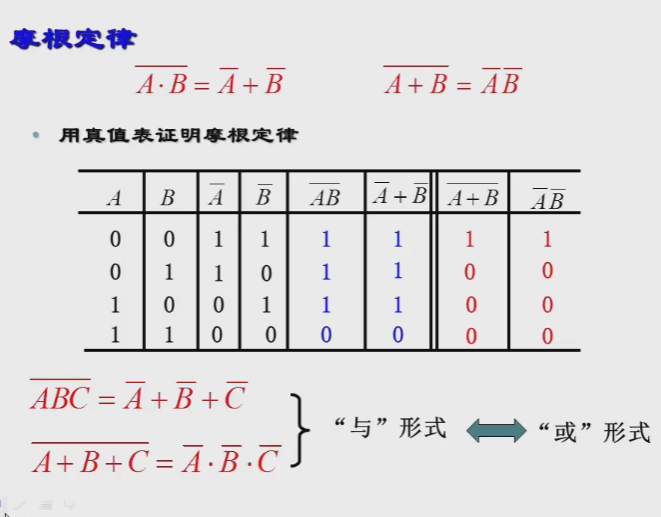 摩根定律
$\overline{A \cdot B} = \overline{A} + \overline{B}$ $\overline{A + B} = \overline{A}\,\overline{B}$
• 用真值表证明摩根定律
A B $\overline{A}$ $\overline{B}$ $\overline{AB}$ $\overline{A} + \overline{B}$ $\overline{A + B}$ $\overline{A}\,\overline{B}$
0 0 1 1 1 1 1 1
0 1 1 0 1 1 0 0
1 0 0 1 1 1 0 0
1 1 0 0 0 0 0 0
$\overline{ABC} = \overline{A} + \overline{B} + \overline{C}$
“与”形式 “或”形式
$\overline{A + B + C} = \overline{A} \cdot \overline{B} \cdot \overline{C}$